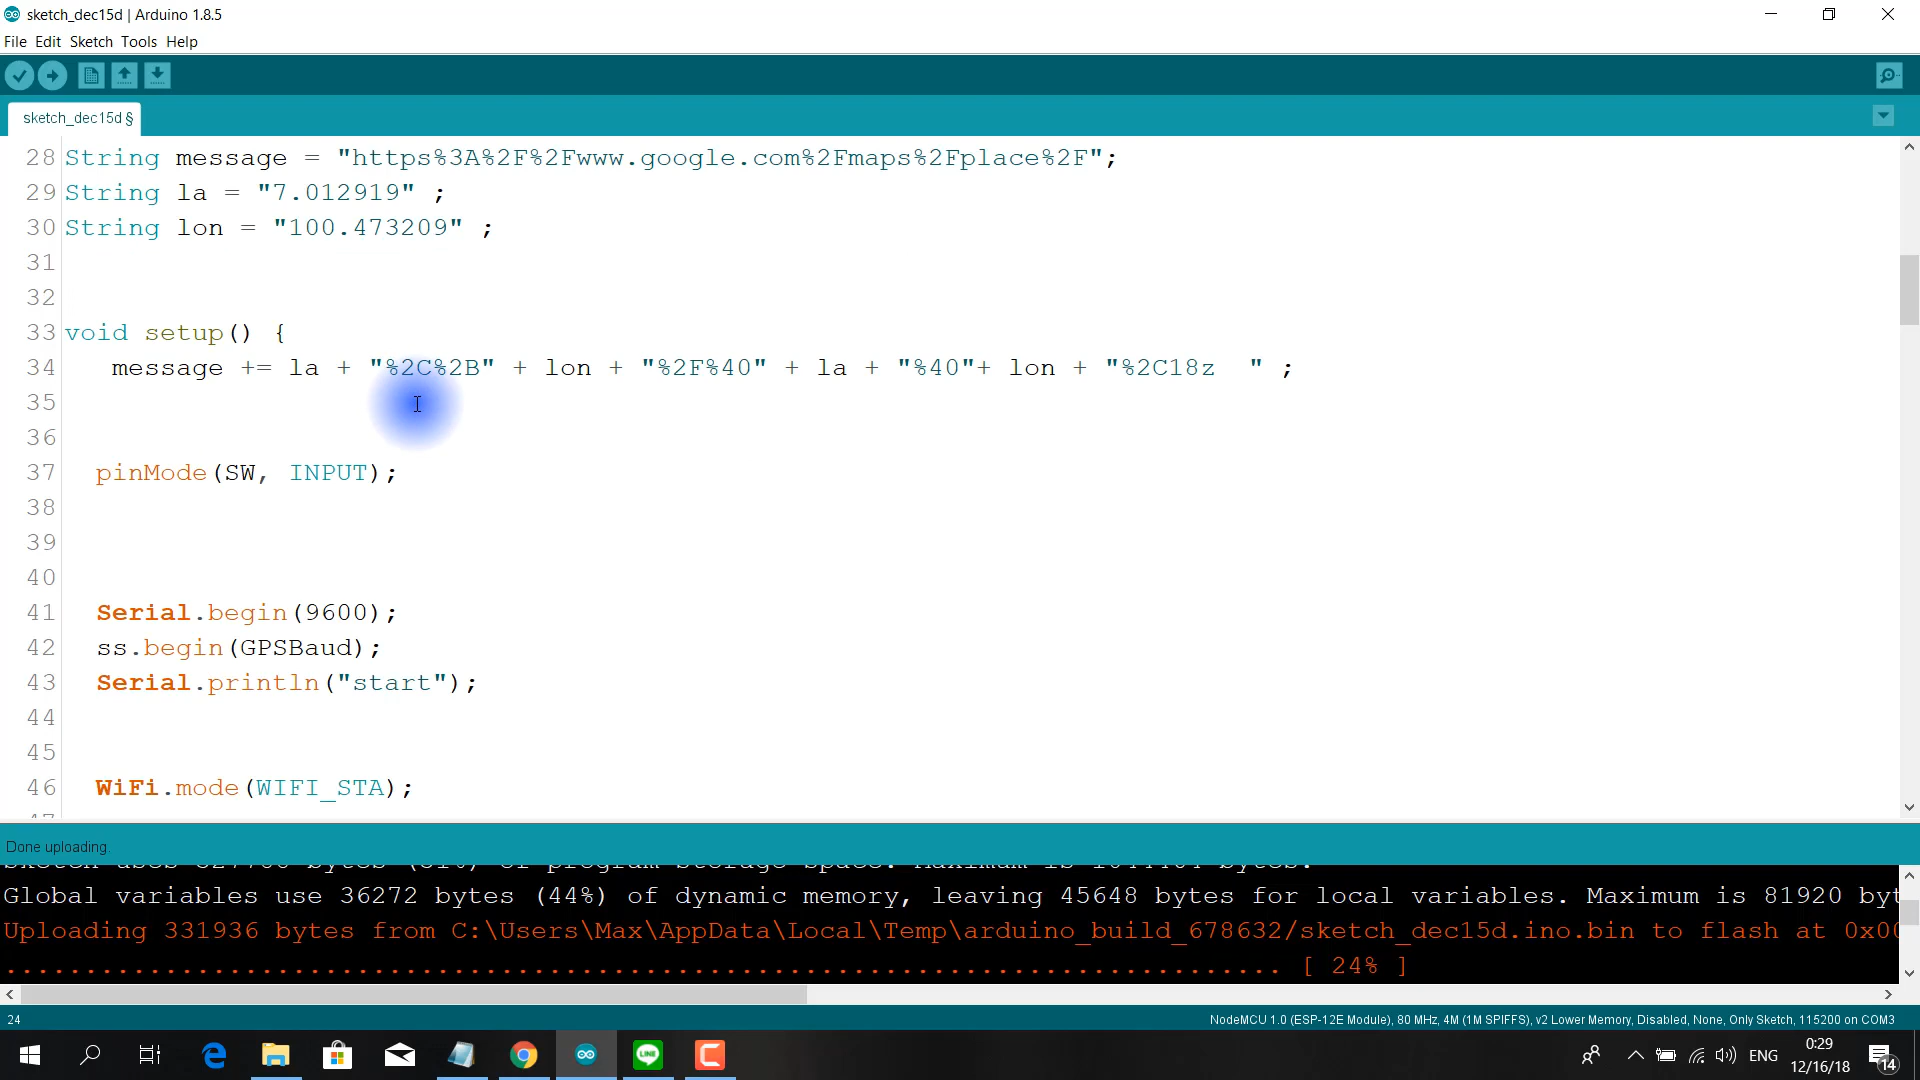 sketch_dec15d | Arduino 1.8.5
File Edit Sketch Tools Help
sketch_dec15d §
28 String message = "https%3A%2F%2Fwww.google.com%2Fmaps%2Fplace%2F";
29 String la = "7.012919" ;
30 String lon = "100.473209" ;
31
32
33 void setup() {
34 message += la + "%2C%2B" + lon + "%2F%40" + la + "%40"+ lon + "%2C18z  " ;
35
36
37 pinMode(SW, INPUT);
38
39
40
41 Serial.begin(9600);
42 ss.begin(GPSBaud);
43 Serial.println("start");
44
45
46 WiFi.mode(WIFI_STA);
Done uploading.
Global variables use 36272 bytes (44%) of dynamic memory, leaving 45648 bytes for local variables. Maximum is 81920 byt
Uploading 331936 bytes from C:\Users\Max\AppData\Local\Temp\arduino_build_678632/sketch_dec15d.ino.bin to flash at 0x00
................................................................................ [ 24% ]
24 NodeMCU 1.0 (ESP-12E Module), 80 MHz, 4M (1M SPIFFS), v2 Lower Memory, Disabled, None, Only Sketch, 115200 on COM3
LINE
ENG
0:29
12/16/18
14